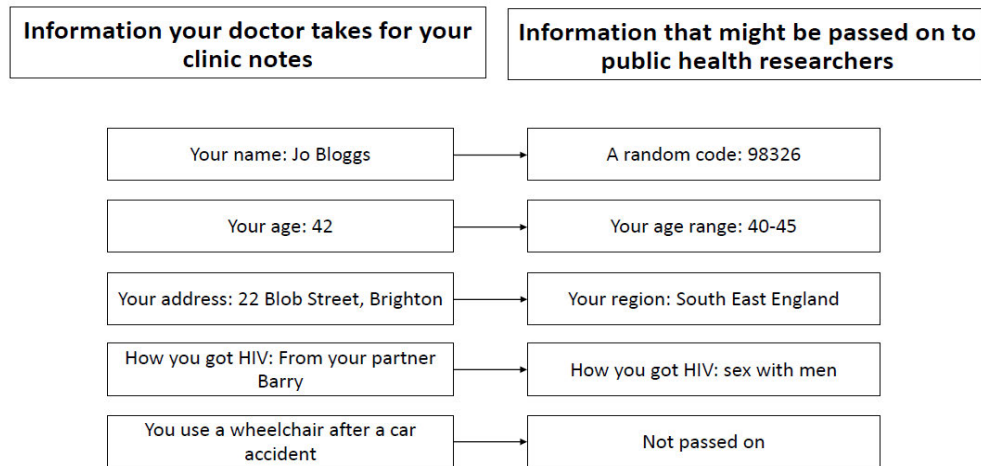 Information your doctor takes for your
clinic notes
Information that might be passed on to
public health researchers
Your name: Jo Bloggs
A random code: 98326
Your age: 42
Your age range: 40-45
Your address: 22 Blob Street, Brighton
Your region: South East England
How you got HIV: From your partner
Barry
How you got HIV: sex with men
You use a wheelchair after a car
accident
Not passed on